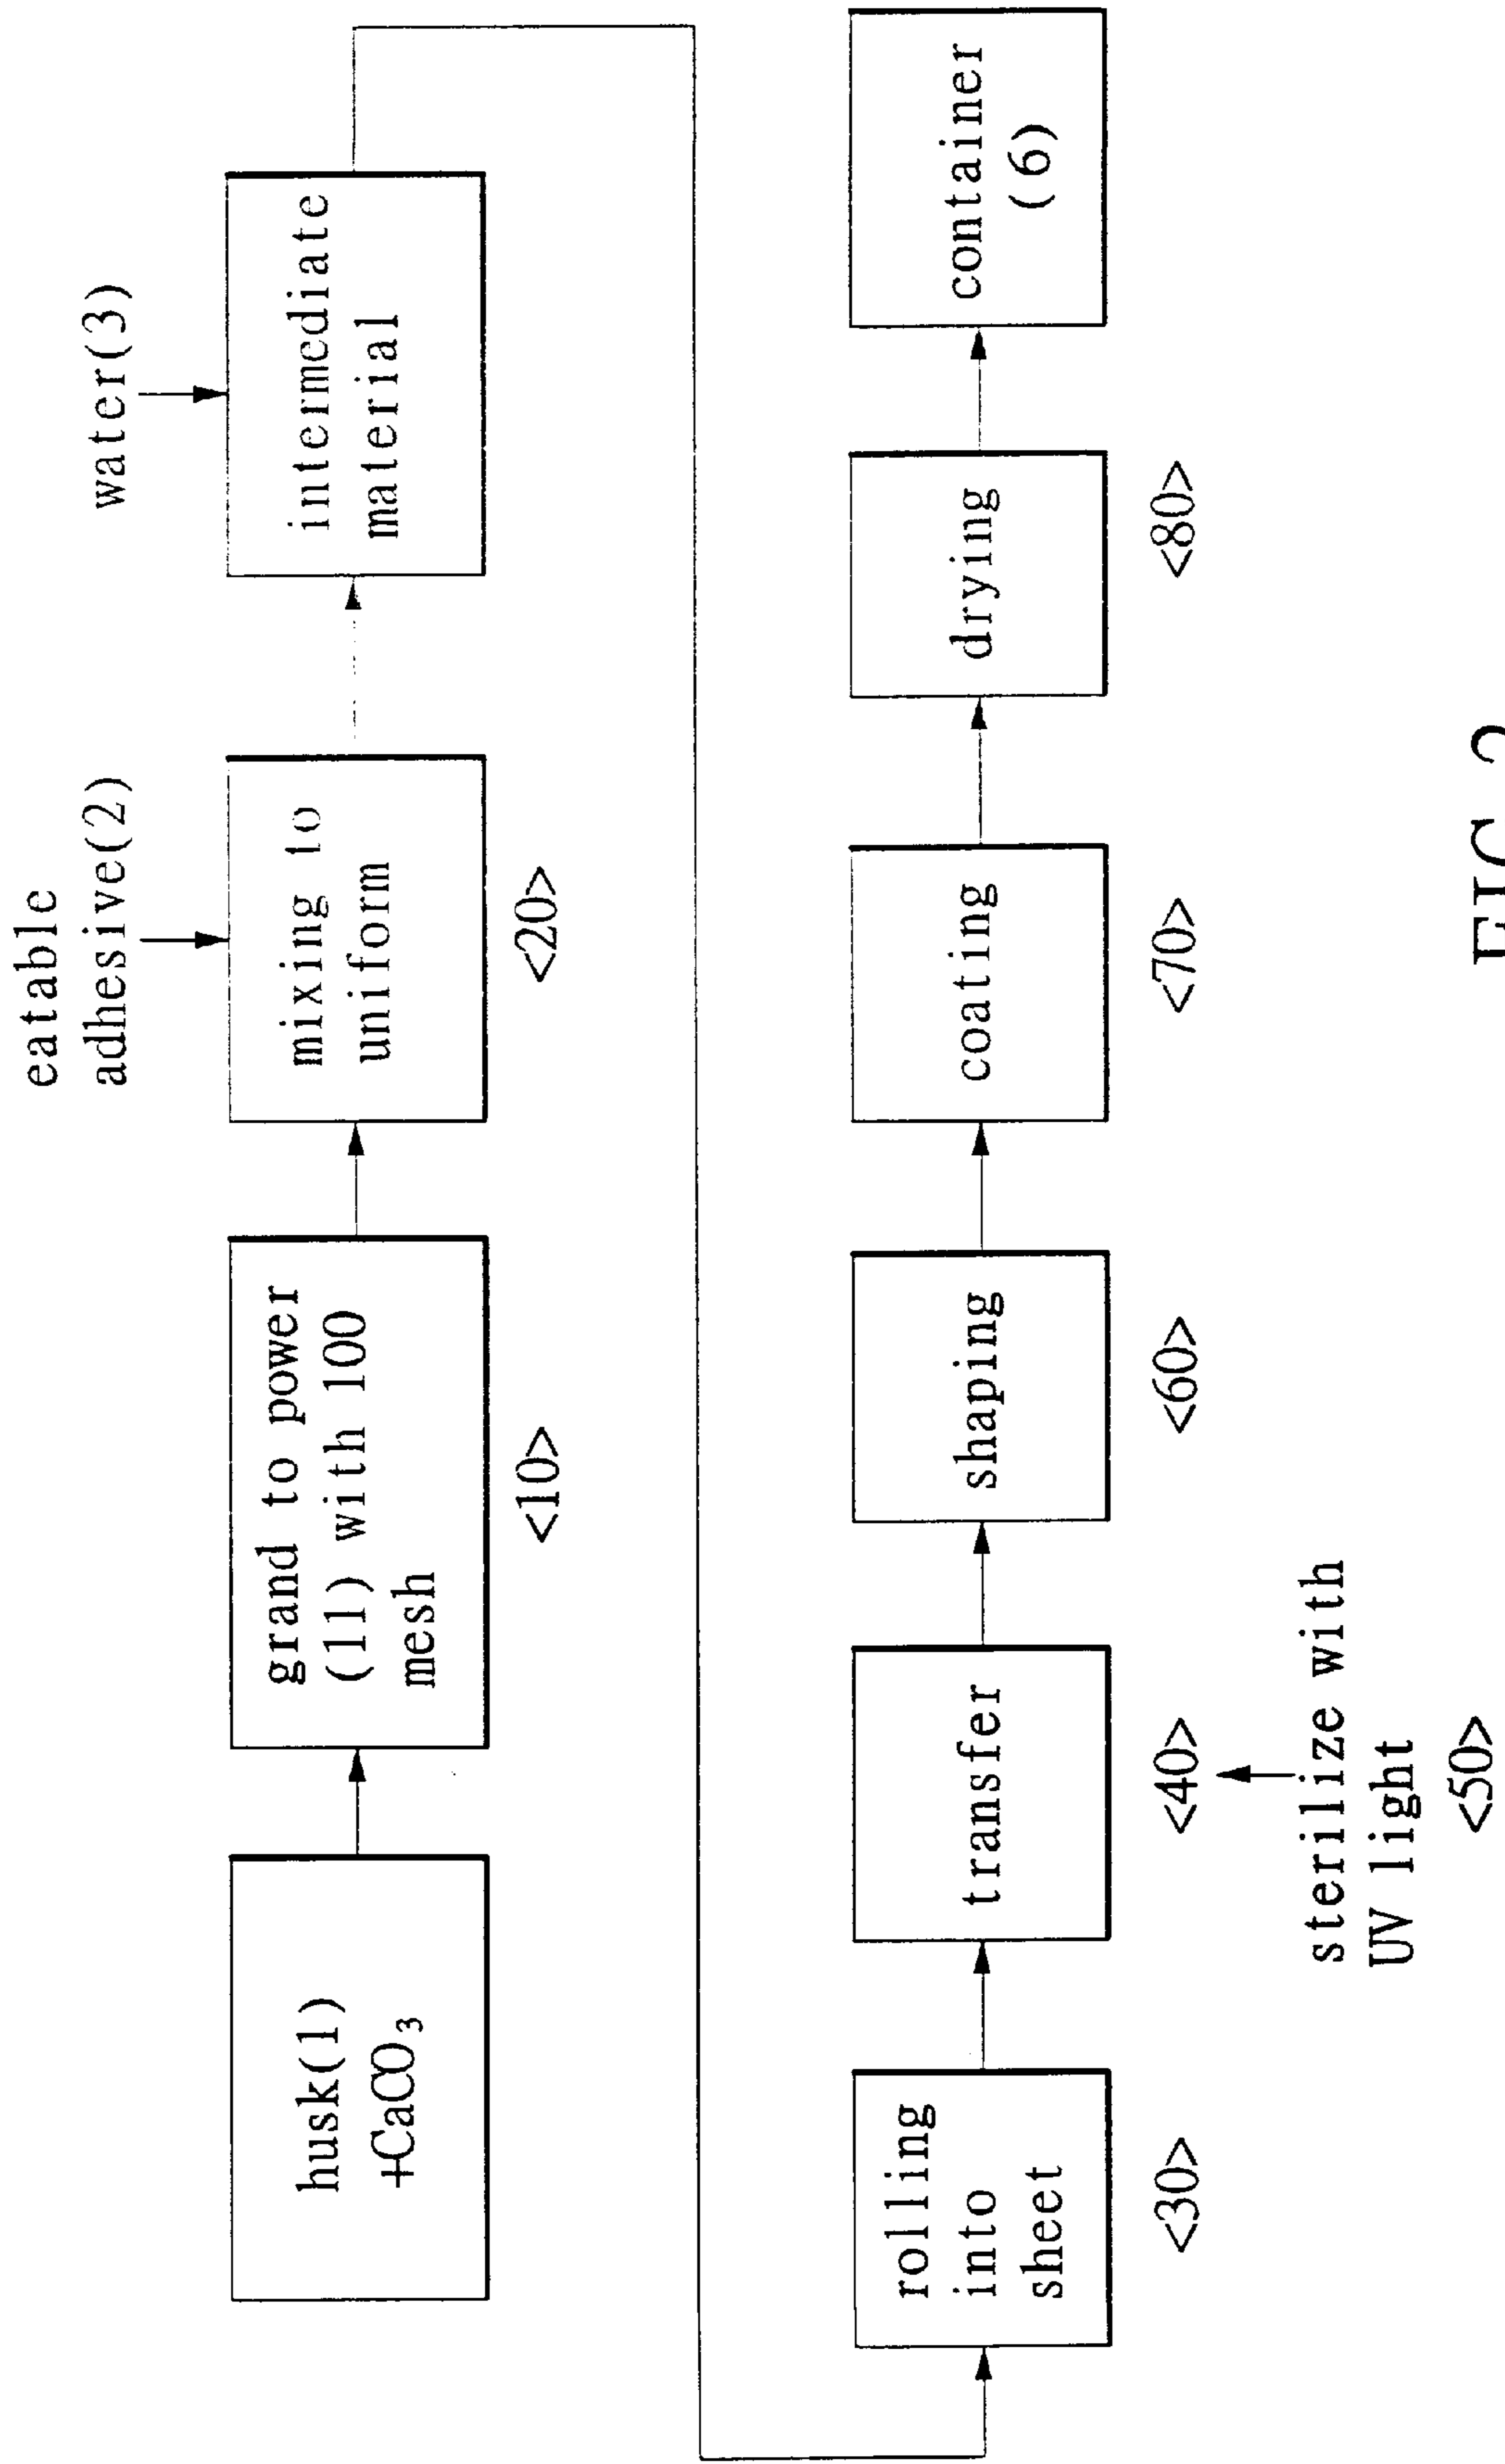 husk(1)
+CaCO₃
grand to power
(11) with 100
mesh
<10>
eatable
adhesive(2)
mixing to
uniform
<20>
water(3)
intermediate
material
rolling
into
sheet
<30>
transfer
<40>
sterilize with
UV light
<50>
shaping
<60>
coating
<70>
drying
<80>
container
(6)
FIG. 2